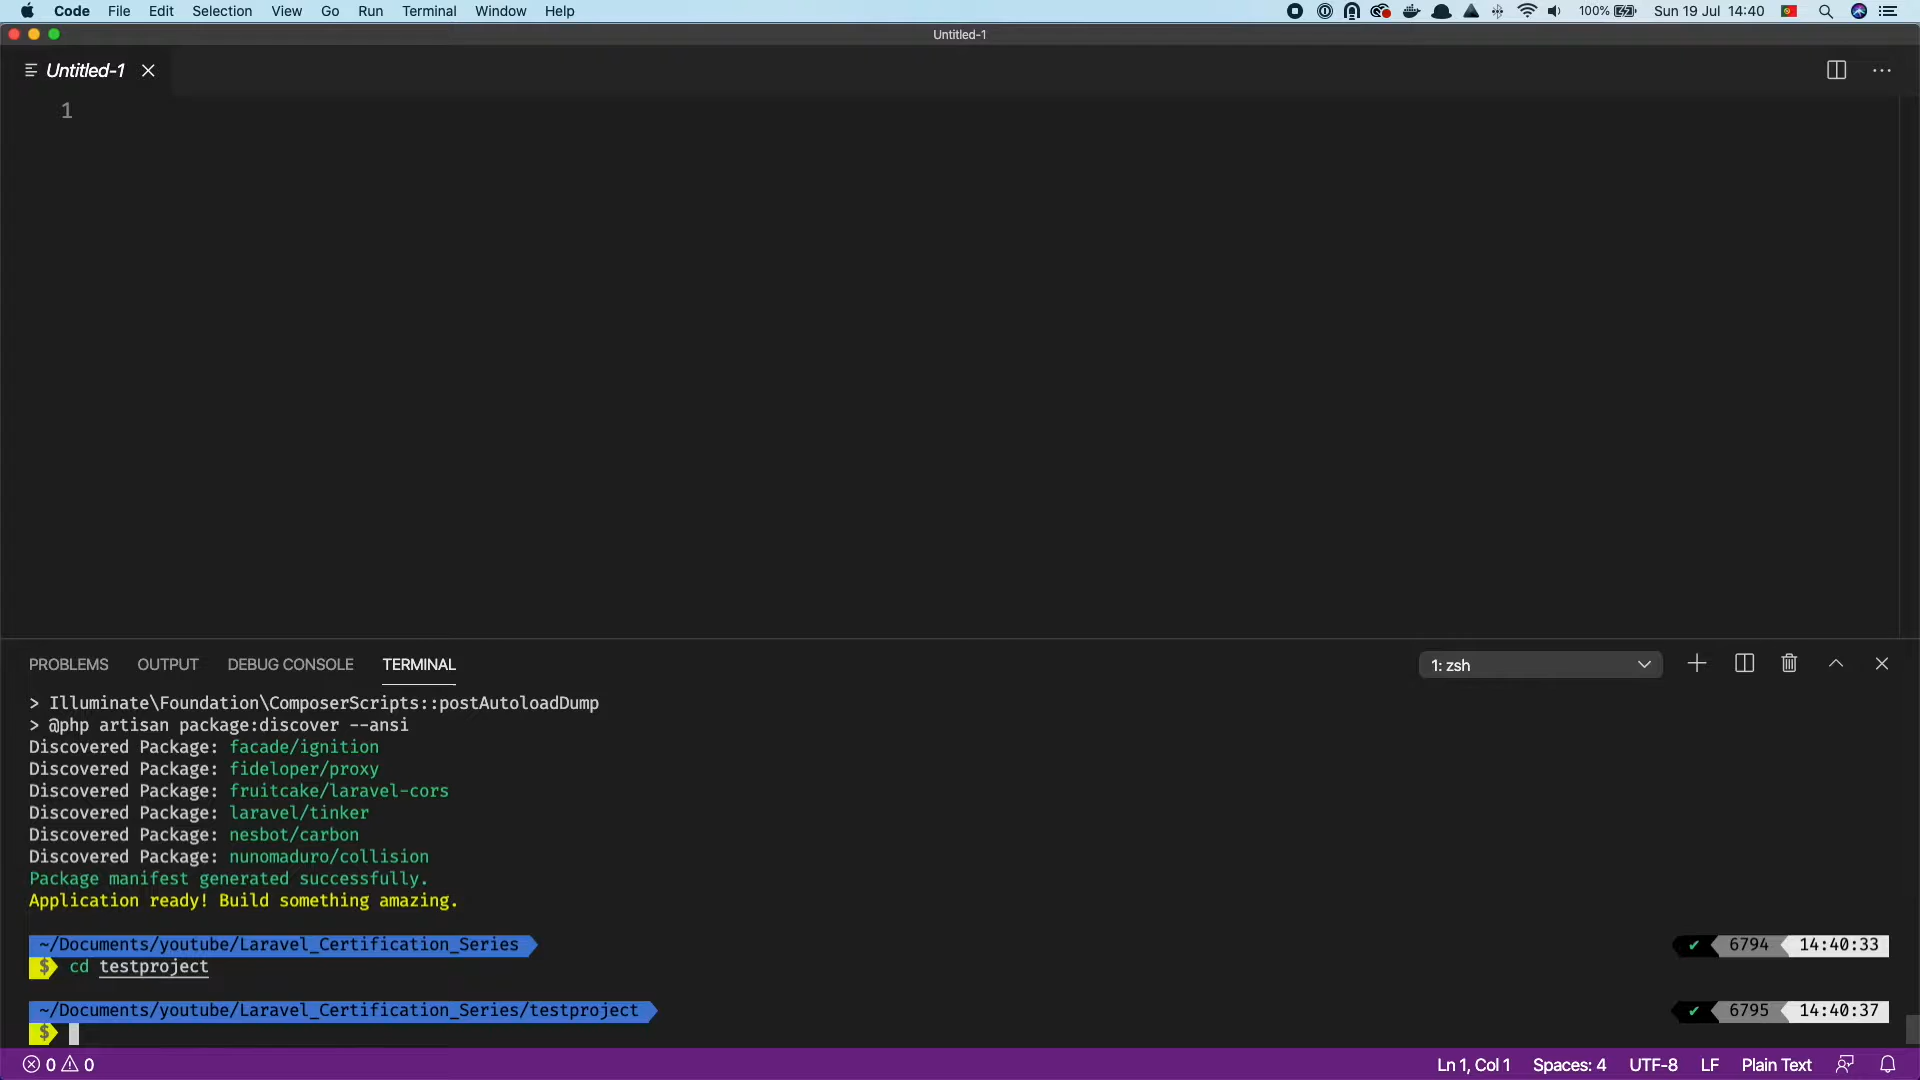 Code File Edit Selection View Go Run Terminal Window Help 100% Sun 19 Jul 14:40
Untitled-1
Untitled-1
1
PROBLEMS OUTPUT DEBUG CONSOLE TERMINAL 1: zsh
> Illuminate\Foundation\ComposerScripts::postAutoloadDump
> @php artisan package:discover --ansi
Discovered Package: facade/ignition
Discovered Package: fideloper/proxy
Discovered Package: fruitcake/laravel-cors
Discovered Package: laravel/tinker
Discovered Package: nesbot/carbon
Discovered Package: nunomaduro/collision
Package manifest generated successfully.
Application ready! Build something amazing.
~/Documents/youtube/Laravel_Certification_Series ✔ 6794 14:40:33
$ cd testproject
~/Documents/youtube/Laravel_Certification_Series/testproject ✔ 6795 14:40:37
$
0 0 Ln 1, Col 1 Spaces: 4 UTF-8 LF Plain Text